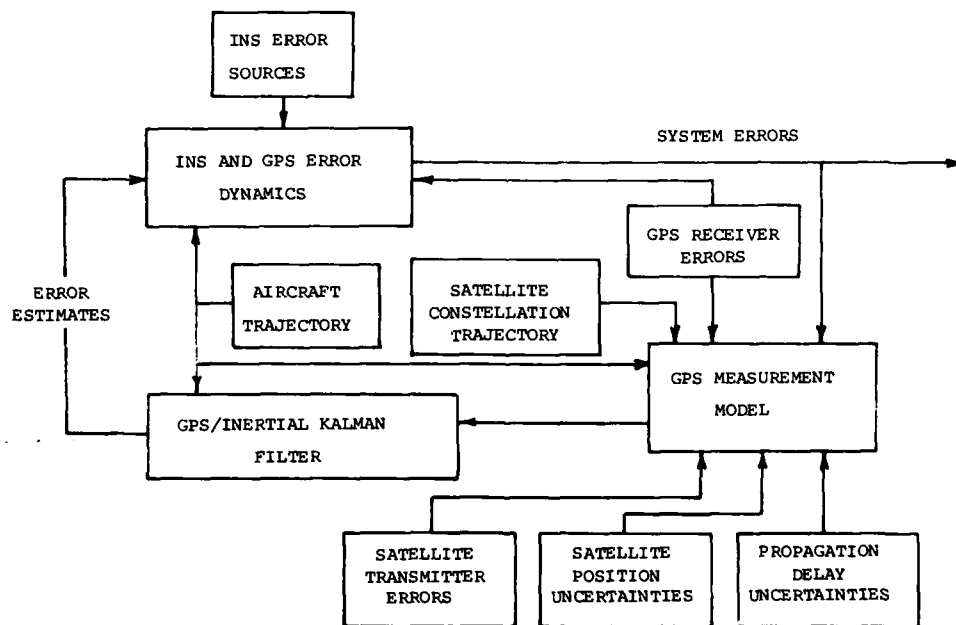 INS ERROR
SOURCES
SYSTEM ERRORS
INS AND GPS ERROR
DYNAMICS
GPS RECEIVER
ERRORS
AIRCRAFT
TRAJECTORY
SATELLITE
CONSTELLATION
TRAJECTORY
ERROR
ESTIMATES
GPS MEASUREMENT
MODEL
GPS/INERTIAL KALMAN
FILTER
SATELLITE
TRANSMITTER
ERRORS
SATELLITE
POSITION
UNCERTAINTIES
PROPAGATION
DELAY
UNCERTAINTIES